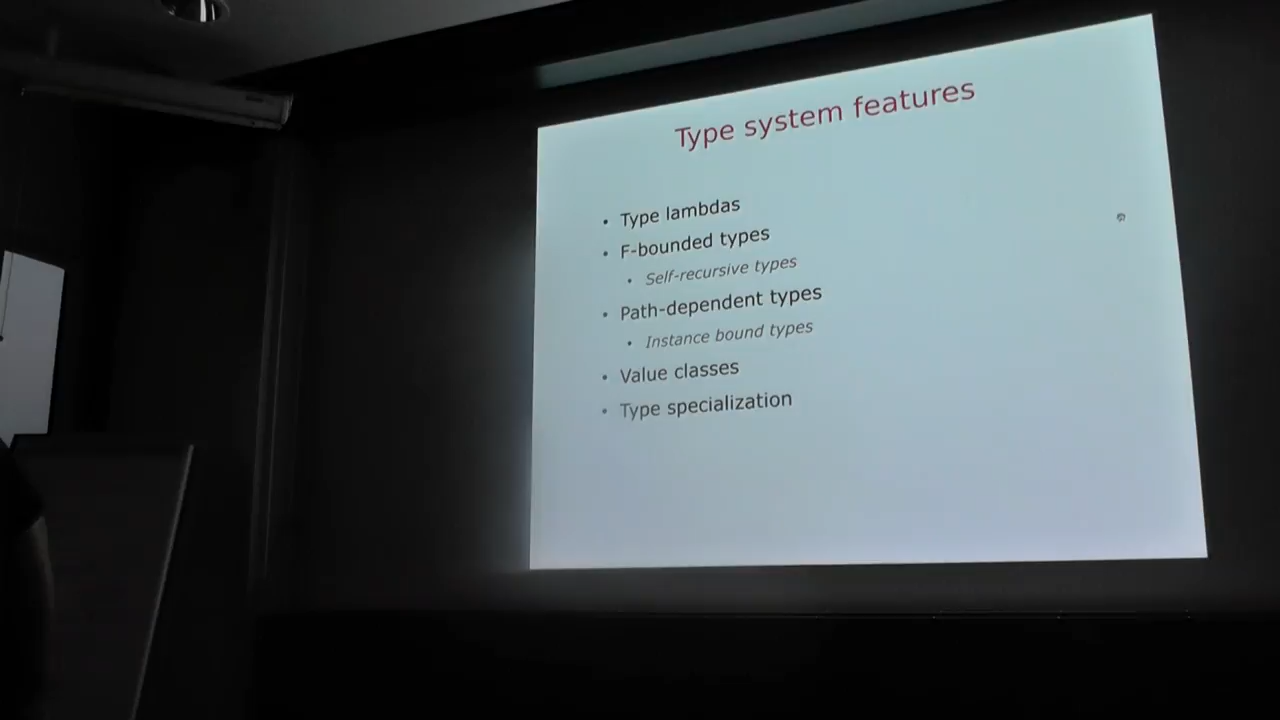 Type system features
• Type lambdas
• F-bounded types
• Self-recursive types
• Path-dependent types
• Instance bound types
• Value classes
• Type specialization